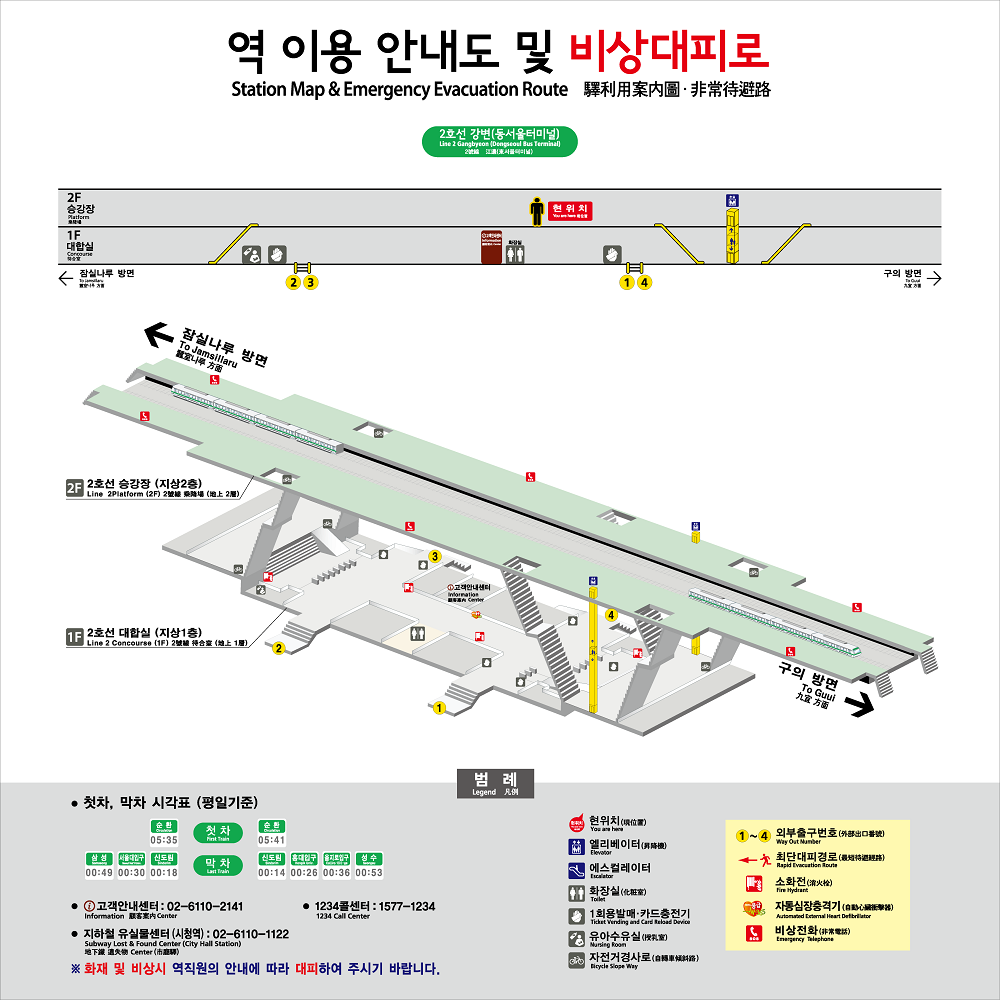 역 이용 안내도 및 비상대피로
Station Map & Emergency Evacuation Route 驛利用案内圖·非常待避路
2호선 강변(동서울터미널)
Line 2 Gangbyeon (Dongseoul Bus Terminal)
2號線 江邊(東서울터미널)
2F
승강장
Platform
乘降場
현 위 치
You are here
1F
대합실
Concourse
待合室
Information
화장실
잠실나루 방면
To Jamsillaru
蠶室나루 方面
2 3
1 4
구의 방면
To Guui
九宜 方面
잠실나루 방면
To Jamsillaru
蠶室나루 方面
2F 2호선 승강장 (지상2층)
Line 2Platform (2F) 2號線 乘降場 (地上 2層)
3
고객안내센터
Information
顧客案內 Center
4
1F 2호선 대합실 (지상1층)
Line 2 Concourse (1F) 2號線 待合室 (地上 1層)
2
1
구의 방면
To Guui
九宜 方面
범 례
Legend 凡例
• 첫차, 막차 시각표 (평일기준)
순 환
Circulation
05:35
첫 차
First Train
순 환
Circulation
05:41
삼 성
00:49
서울대입구
00:30
신도림
00:18
막 차
Last Train
신도림
00:14
홍대입구
00:26
을지로입구
00:36
성 수
00:53
• 고객안내센터 : 02-6110-2141
Information 顧客案內 Center
• 1234콜센터 : 1577-1234
1234 Call Center
• 지하철 유실물센터 (시청역) : 02-6110-1122
Subway Lost & Found Center (City Hall Station)
地下鐵 遺失物 Center (市廳驛)
※ 화재 및 비상시 역직원의 안내에 따라 대피하여 주시기 바랍니다.
현위치(現位置)
You are here
엘리베이터(昇降機)
Elevator
에스컬레이터
Escalator
화장실(化粧室)
Toilet
1회용발매·카드충전기
Ticket Vending and Card Reload Device
유아수유실(授乳室)
Nursing Room
자전거경사로(自轉車傾斜路)
Bicycle Slope Way
1~4 외부출구번호(外部出口番號)
Way Out Number
최단대피경로(最短待避經路)
Rapid Evacuation Route
소화전(消火栓)
Fire Hydrant
자동심장충격기(自動心臟衝擊器)
Automated External Heart Defibrillator
비상전화(非常電話)
Emergency Telephone